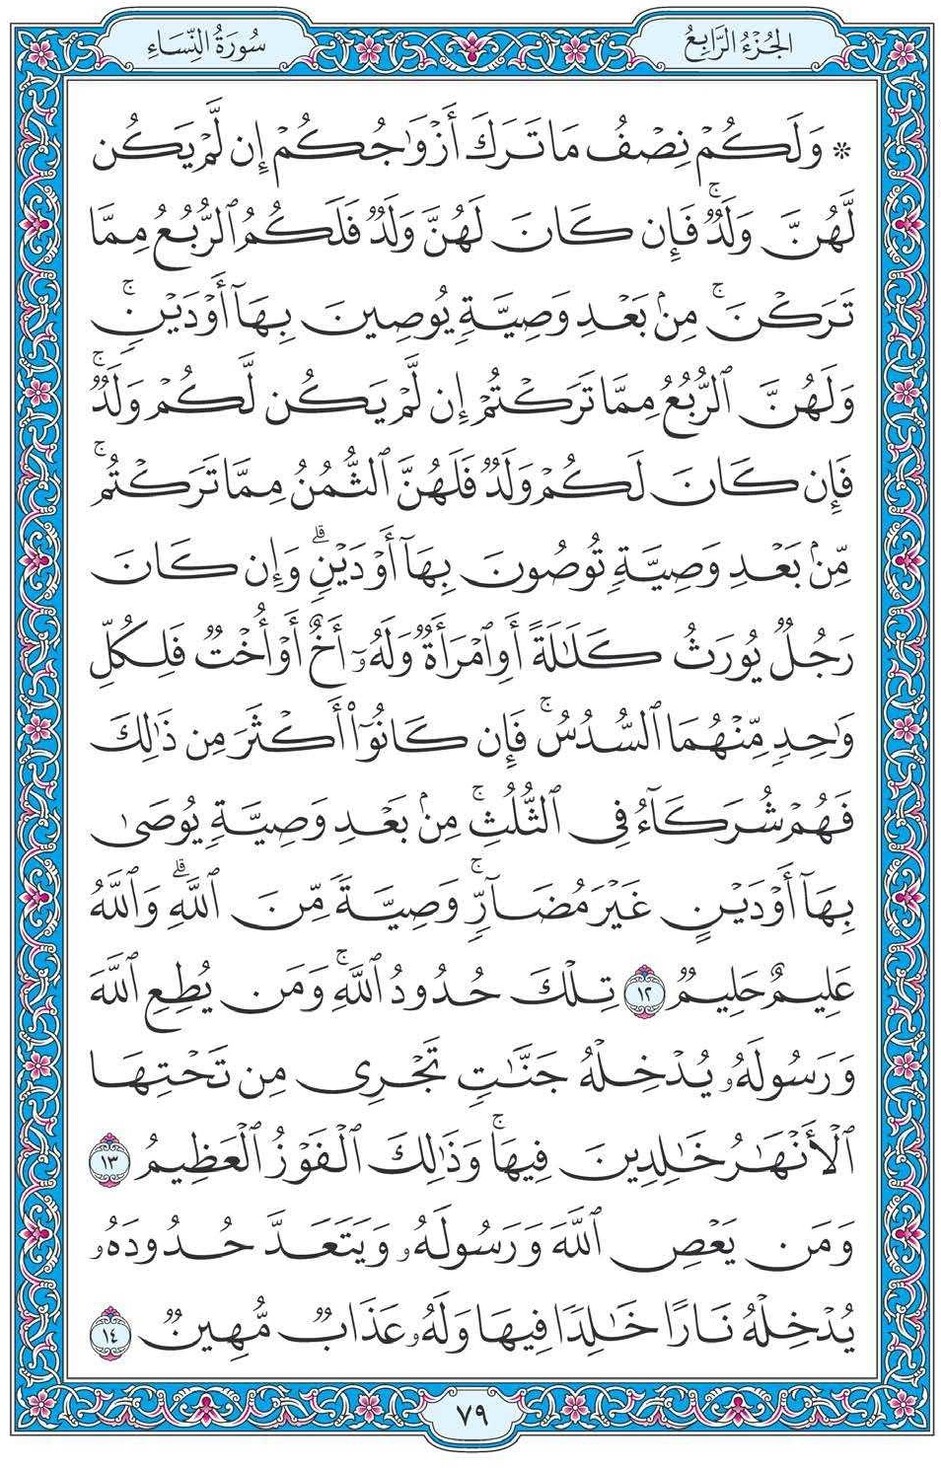 الجُزْءُ الرَّابِعُ
سُورَةُ النِّسَاءِ
۞ وَلَكُمْ نِصْفُ مَا تَرَكَ أَزْوَٰجُكُمْ إِن لَّمْ يَكُن
لَّهُنَّ وَلَدٌۚ فَإِن كَانَ لَهُنَّ وَلَدٌ فَلَكُمُ ٱلرُّبُعُ مِمَّا
تَرَكْنَۚ مِنۢ بَعْدِ وَصِيَّةٍ يُوصِينَ بِهَآ أَوْ دَيْنٍۚ
وَلَهُنَّ ٱلرُّبُعُ مِمَّا تَرَكْتُمْ إِن لَّمْ يَكُن لَّكُمْ وَلَدٌۚ
فَإِن كَانَ لَكُمْ وَلَدٌ فَلَهُنَّ ٱلثُّمُنُ مِمَّا تَرَكْتُمۚ
مِّنۢ بَعْدِ وَصِيَّةٍ تُوصُونَ بِهَآ أَوْ دَيْنٍۗ وَإِن كَانَ
رَجُلٌ يُورَثُ كَلَٰلَةً أَوِ ٱمْرَأَةٌ وَلَهُۥٓ أَخٌ أَوْ أُخْتٌ فَلِكُلِّ
وَٰحِدٍ مِّنْهُمَا ٱلسُّدُسُۚ فَإِن كَانُوٓا۟ أَكْثَرَ مِن ذَٰلِكَ
فَهُمْ شُرَكَآءُ فِى ٱلثُّلُثِۚ مِنۢ بَعْدِ وَصِيَّةٍ يُوصَىٰ
بِهَآ أَوْ دَيْنٍ غَيْرَ مُضَآرٍّۚ وَصِيَّةً مِّنَ ٱللَّهِۗ وَٱللَّهُ
عَلِيمٌ حَلِيمٌ ١٢ تِلْكَ حُدُودُ ٱللَّهِۚ وَمَن يُطِعِ ٱللَّهَ
وَرَسُولَهُۥ يُدْخِلْهُ جَنَّٰتٍ تَجْرِى مِن تَحْتِهَا
ٱلْأَنْهَٰرُ خَٰلِدِينَ فِيهَاۚ وَذَٰلِكَ ٱلْفَوْزُ ٱلْعَظِيمُ ١٣
وَمَن يَعْصِ ٱللَّهَ وَرَسُولَهُۥ وَيَتَعَدَّ حُدُودَهُۥ
يُدْخِلْهُ نَارًا خَٰلِدًا فِيهَا وَلَهُۥ عَذَابٌ مُّهِينٌ ١٤
٧٩